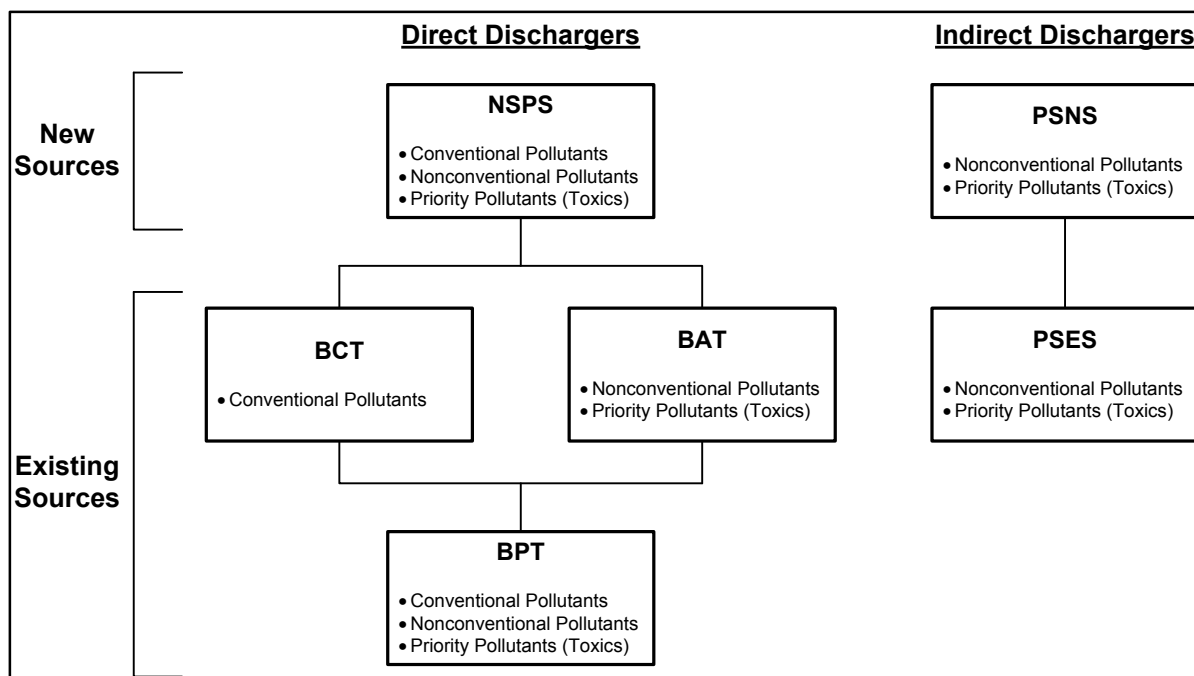 Direct Dischargers
Indirect Dischargers
New
Sources
NSPS
• Conventional Pollutants
• Nonconventional Pollutants
• Priority Pollutants (Toxics)
PSNS
• Nonconventional Pollutants
• Priority Pollutants (Toxics)
Existing
Sources
BCT
• Conventional Pollutants
BAT
• Nonconventional Pollutants
• Priority Pollutants (Toxics)
PSES
• Nonconventional Pollutants
• Priority Pollutants (Toxics)
BPT
• Conventional Pollutants
• Nonconventional Pollutants
• Priority Pollutants (Toxics)